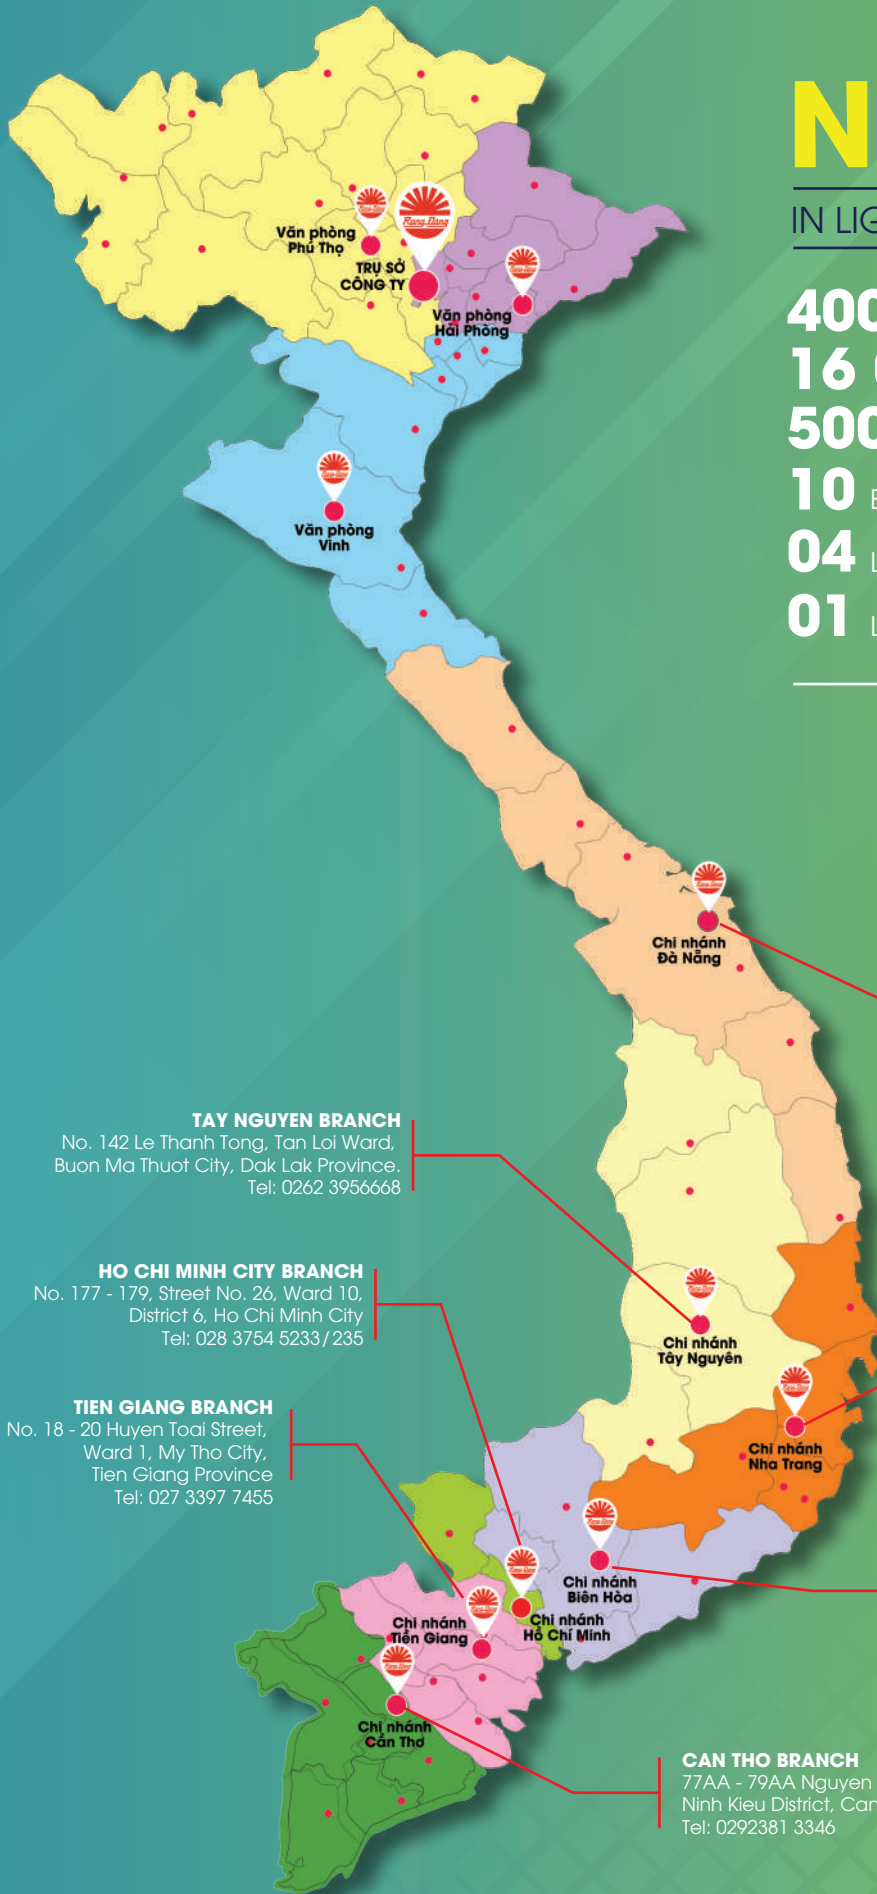 N
IN LIG
400
16
500
10
04 L
01 L
Rang Dang
Văn phòng
Phú Thọ
TRỤ SỞ
CÔNG TY
Văn phòng
Hải Phòng
Văn phòng
Vinh
Chi nhánh
Đà Nẵng
TAY NGUYEN BRANCH
No. 142 Le Thanh Tong, Tan Loi Ward,
Buon Ma Thuot City, Dak Lak Province.
Tel: 0262 3956668
HO CHI MINH CITY BRANCH
No. 177 - 179, Street No. 26, Ward 10,
District 6, Ho Chi Minh City
Tel: 028 3754 5233/235
Chi nhánh
Tây Nguyên
TIEN GIANG BRANCH
No. 18 - 20 Huyen Toai Street,
Ward 1, My Tho City,
Tien Giang Province
Tel: 027 3397 7455
Chi nhánh
Nha Trang
Chi nhánh
Biên Hòa
Chi nhánh
Hồ Chí Minh
Chi nhánh
Tiền Giang
Chi nhánh
Cần Thơ
CAN THO BRANCH
77AA - 79AA Nguyen
Ninh Kieu District, Can
Tel: 0292381 3346